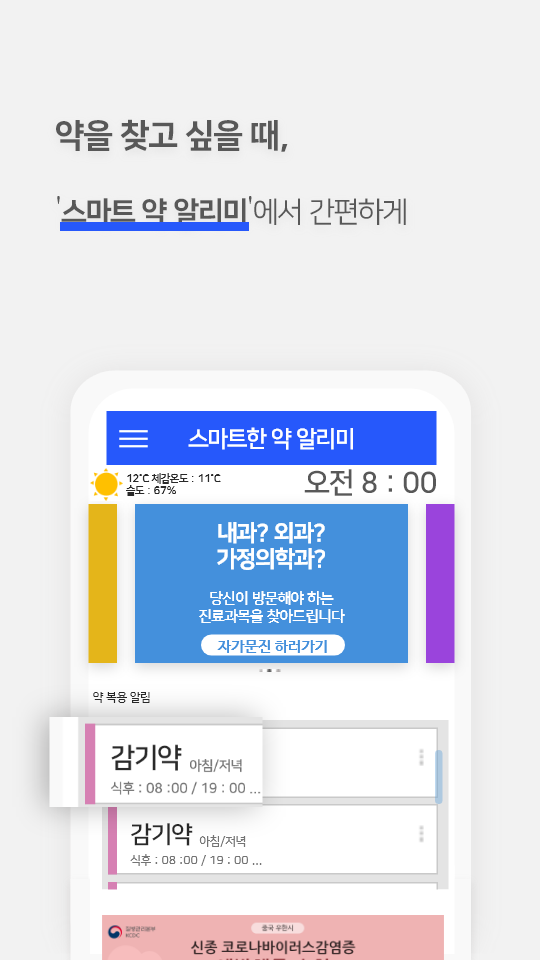 약을 찾고 싶을 때,
'스마트 약 알리미'에서 간편하게
스마트한 약 알리미
12°C 체감온도 : 11°C
습도 : 67%
오전 8 : 00
내과? 외과?
가정의학과?
당신이 방문해야 하는
진료과목을 찾아드립니다
자가문진 하러가기
약 복용 알림
감기약 아침/저녁
식후 : 08 :00 / 19 : 00 ...
감기약 아침/저녁
식후 : 08 :00 / 19 : 00 ...
질병관리본부
KCDC
중국 우한시
신종 코로나바이러스감염증